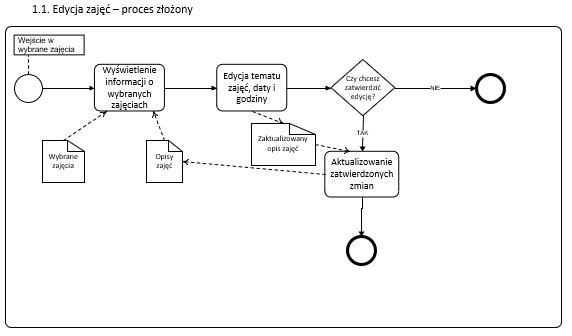 1.1. Edycja zajęć – proces złożony
Wejście w
wybrane zajęcia
Wyświetlenie
informacji o
wybranych
zajęciach
Edycja tematu
zajęć, daty i
godziny
Czy chcesz
zatwierdzić
edycję?
NIE
TAK
Wybrane
zajęcia
Opisy
zajęć
Zaktualizowany
opis zajęć
Aktualizowanie
zatwierdzonych
zmian